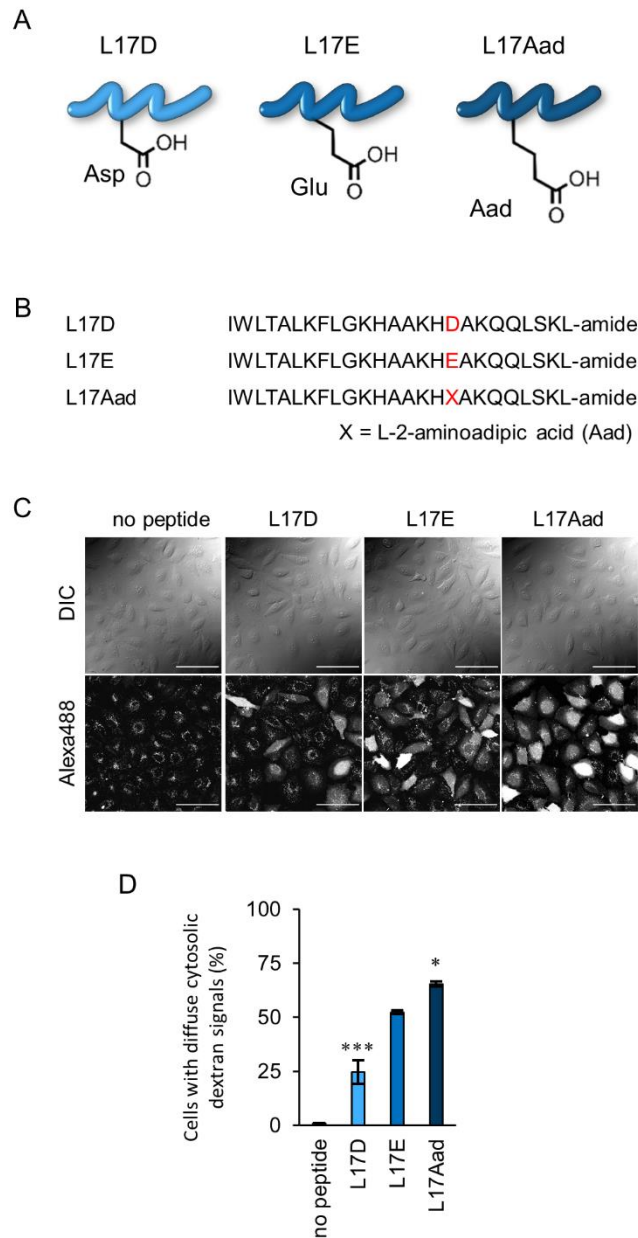 A
L17D L17E L17Aad
OH
O
Asp
OH
O
Glu
OH
O
Aad
B
L17D IWLTALKFLGKHAAKHDAKQQLSKL-amide
L17E IWLTALKFLGKHAAKHEAKQQLSKL-amide
L17Aad IWLTALKFLGKHAAKHXAKQQLSKL-amide
X = L-2-aminoadipic acid (Aad)
C
no peptide L17D L17E L17Aad
DIC
Alexa488
D
Cells with diffuse cytosolic
dextran signals (%)
100
75
50
25
0
***
*
no peptide
L17D
L17E
L17Aad